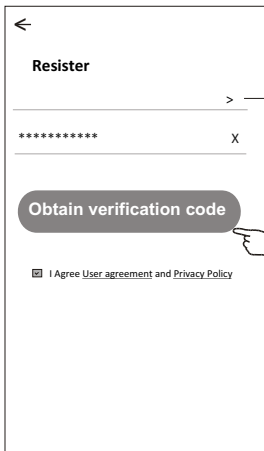 Resister
>
*********** X
Obtain verification code
I Agree User agreement and Privacy Policy